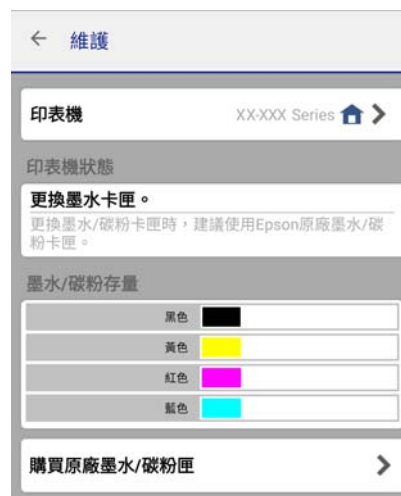 維護
印表機 XX-XXX Series
印表機狀態
更換墨水卡匣。
更換墨水/碳粉卡匣時，建議使用Epson原廠墨水/碳
粉卡匣。
墨水/碳粉存量
黑色
黃色
紅色
藍色
購買原廠墨水/碳粉匣